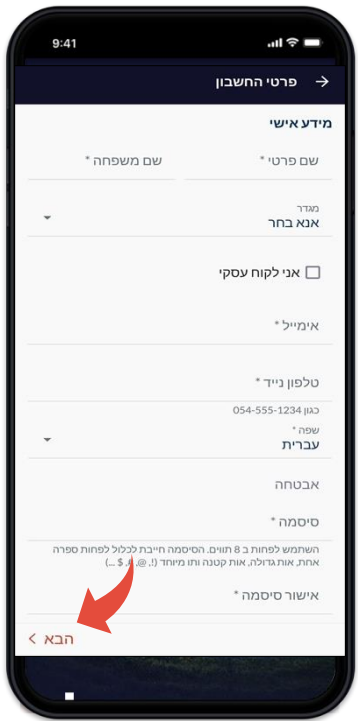 9:41
פרטי החשבון
מידע אישי
שם פרטי * שם משפחה *
מגדר
אנא בחר
אני לקוח עסקי
אימייל *
טלפון נייד *
כגון 054-555-1234
שפה *
עברית
אבטחה
סיסמה *
השתמש לפחות ב 8 תווים. הסיסמה חייבת לכלול לפחות ספרה
אחת, אות גדולה, אות קטנה ותו מיוחד (!, @, $ ...)
אישור סיסמה *
הבא